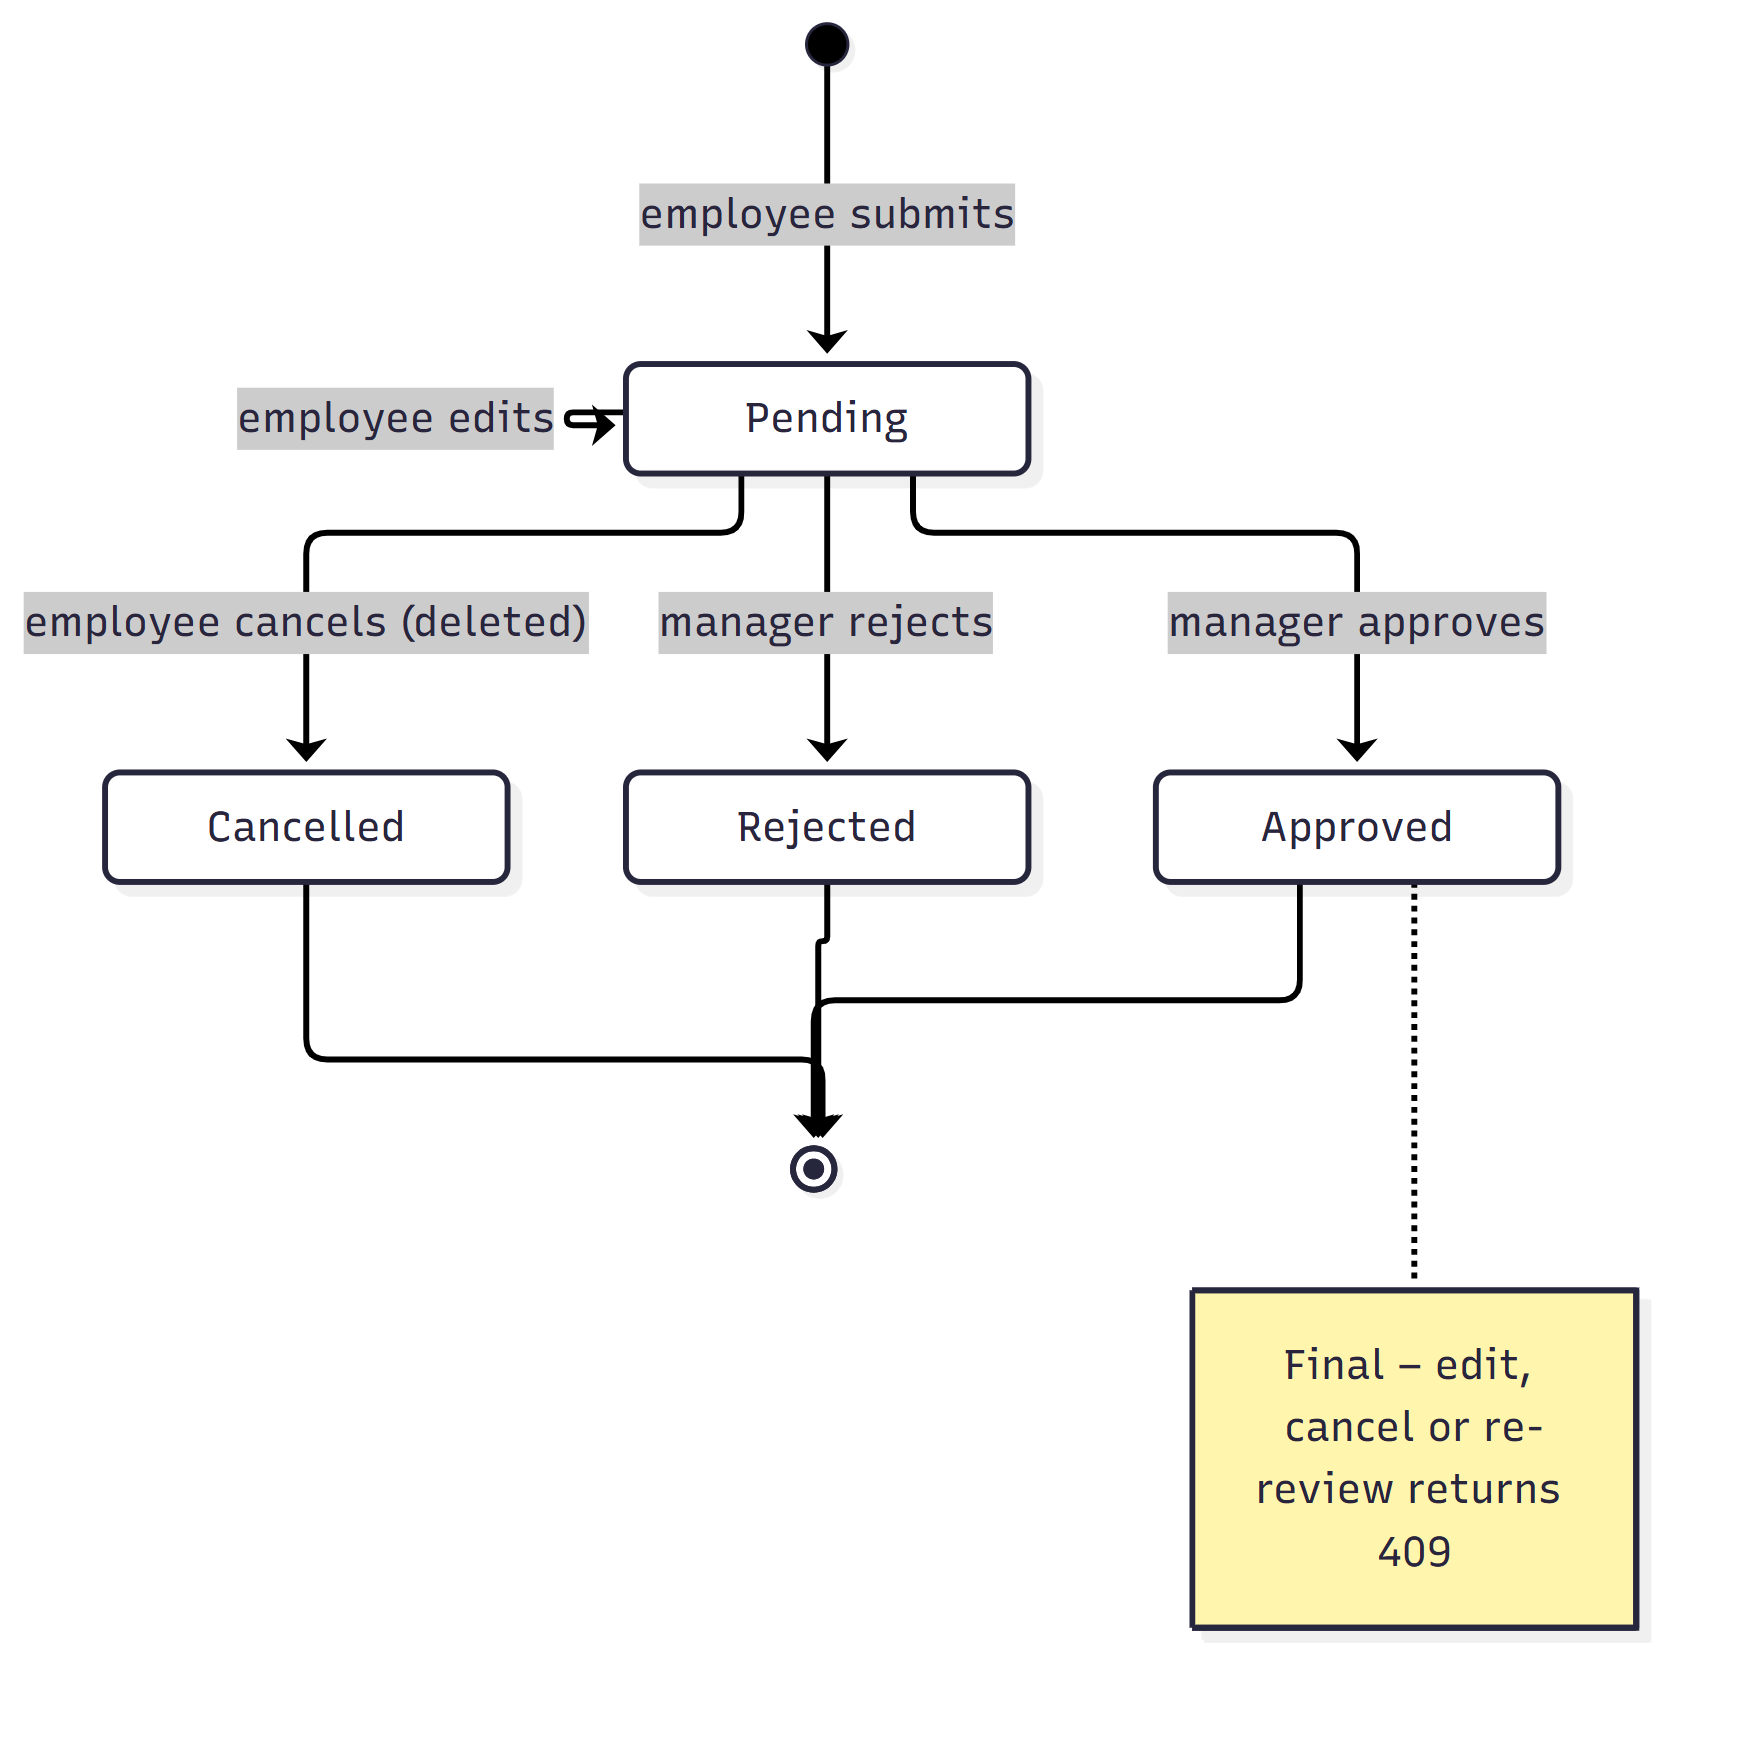 employee submits
employee edits
Pending
employee cancels (deleted)
manager rejects
manager approves
Cancelled
Rejected
Approved
Final – edit,
cancel or re-
review returns
409